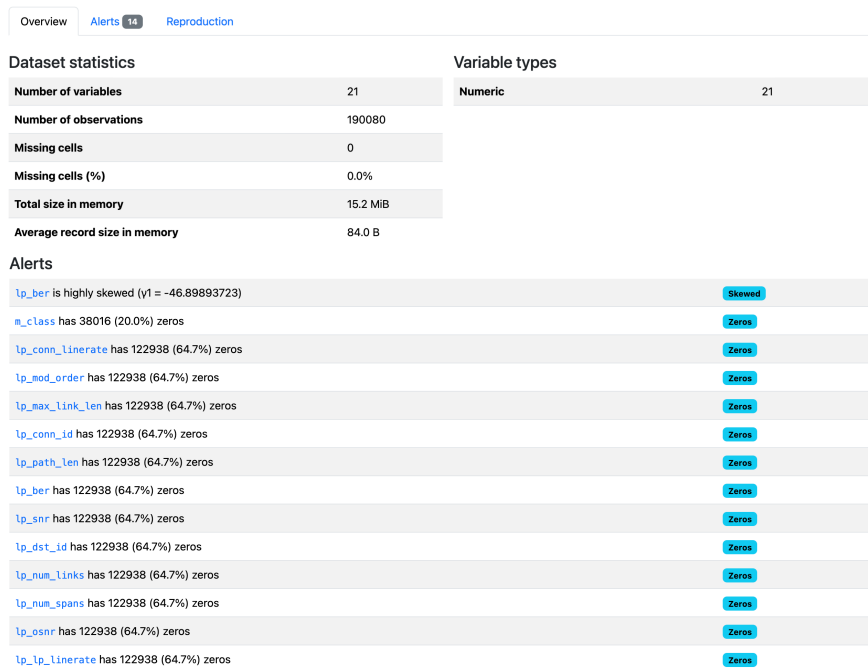 Overview Alerts 14 Reproduction
Dataset statistics
Number of variables 21
Number of observations 190080
Missing cells 0
Missing cells (%) 0.0%
Total size in memory 15.2 MiB
Average record size in memory 84.0 B
Variable types
Numeric 21
Alerts
lp_ber is highly skewed (γ1 = -46.89893723) Skewed
m_class has 38016 (20.0%) zeros Zeros
lp_conn_linerate has 122938 (64.7%) zeros Zeros
lp_mod_order has 122938 (64.7%) zeros Zeros
lp_max_link_len has 122938 (64.7%) zeros Zeros
lp_conn_id has 122938 (64.7%) zeros Zeros
lp_path_len has 122938 (64.7%) zeros Zeros
lp_ber has 122938 (64.7%) zeros Zeros
lp_snr has 122938 (64.7%) zeros Zeros
lp_dst_id has 122938 (64.7%) zeros Zeros
lp_num_links has 122938 (64.7%) zeros Zeros
lp_num_spans has 122938 (64.7%) zeros Zeros
lp_osnr has 122938 (64.7%) zeros Zeros
lp_lp_linerate has 122938 (64.7%) zeros Zeros